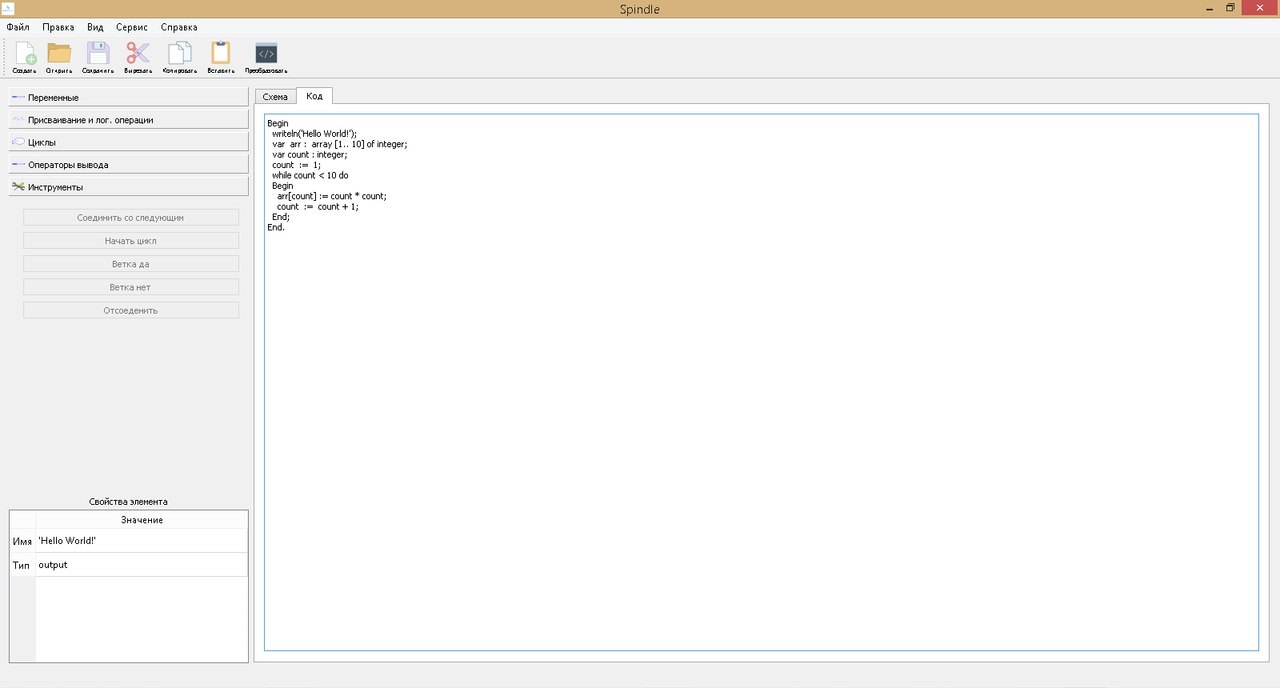 Spindle
Файл Правка Вид Сервис Справка
Создать Открыть Сохранить Вырезать Копировать Вставить Преобразовать
Переменные
Присваивание и лог. операции
Циклы
Операторы вывода
Инструменты
Соединить со следующим
Начать цикл
Ветка да
Ветка нет
Отсоеденить
Свойства элемента
Значение
Имя 'Hello World!'
Тип output
Схема Код
Begin
writeln('Hello World!');
var arr : array [1.. 10] of integer;
var count : integer;
count := 1;
while count < 10 do
Begin
arr[count] := count * count;
count := count + 1;
End;
End.